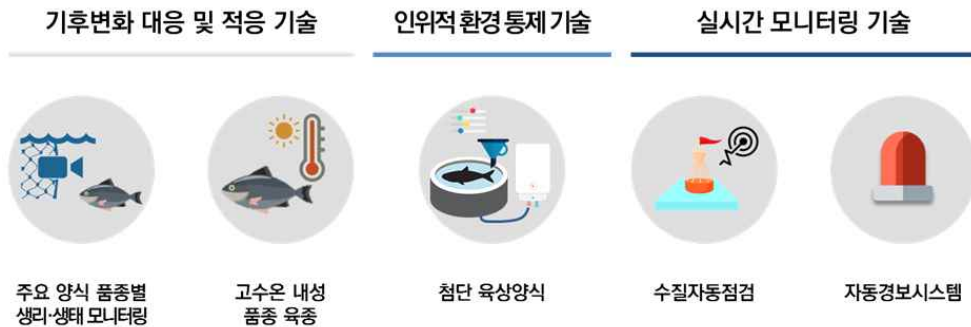 기후변화 대응 및 적응 기술
인위적 환경 통제 기술
실시간 모니터링 기술
주요 양식 품종별
생리·생태 모니터링
고수온 내성
품종 육종
첨단 육상양식
수질자동점검
자동경보시스템